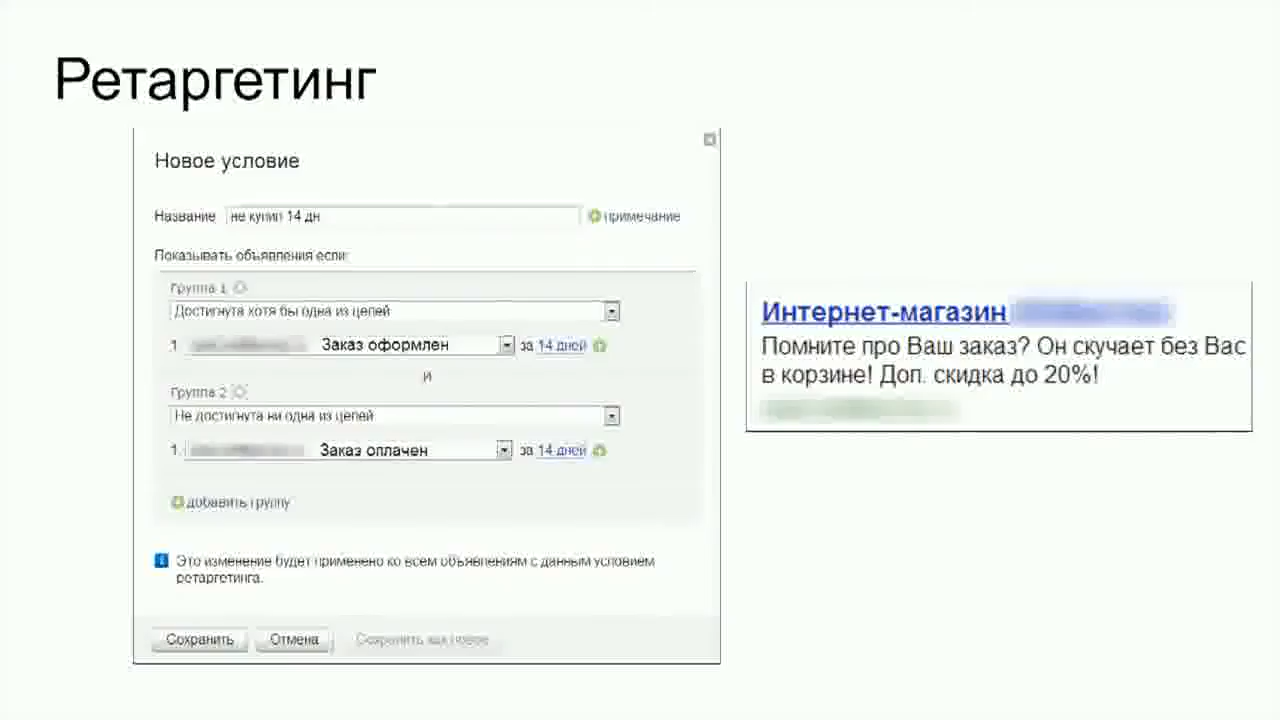 Ретаргетинг
Новое условие
Название не купил 14 дн примечание
Показывать объявления если:
Группа 1
Достигнута хотя бы одна из целей
1. Заказ оформлен за 14 дней
и
Группа 2
Не достигнута ни одна из целей
1. Заказ оплачен за 14 дней
добавить группу
Это изменение будет применено ко всем объявлениям с данным условием
ретаргетинга.
Сохранить Отмена Сохранить как новое
Интернет-магазин
Помните про Ваш заказ? Он скучает без Вас
в корзине! Доп. скидка до 20%!